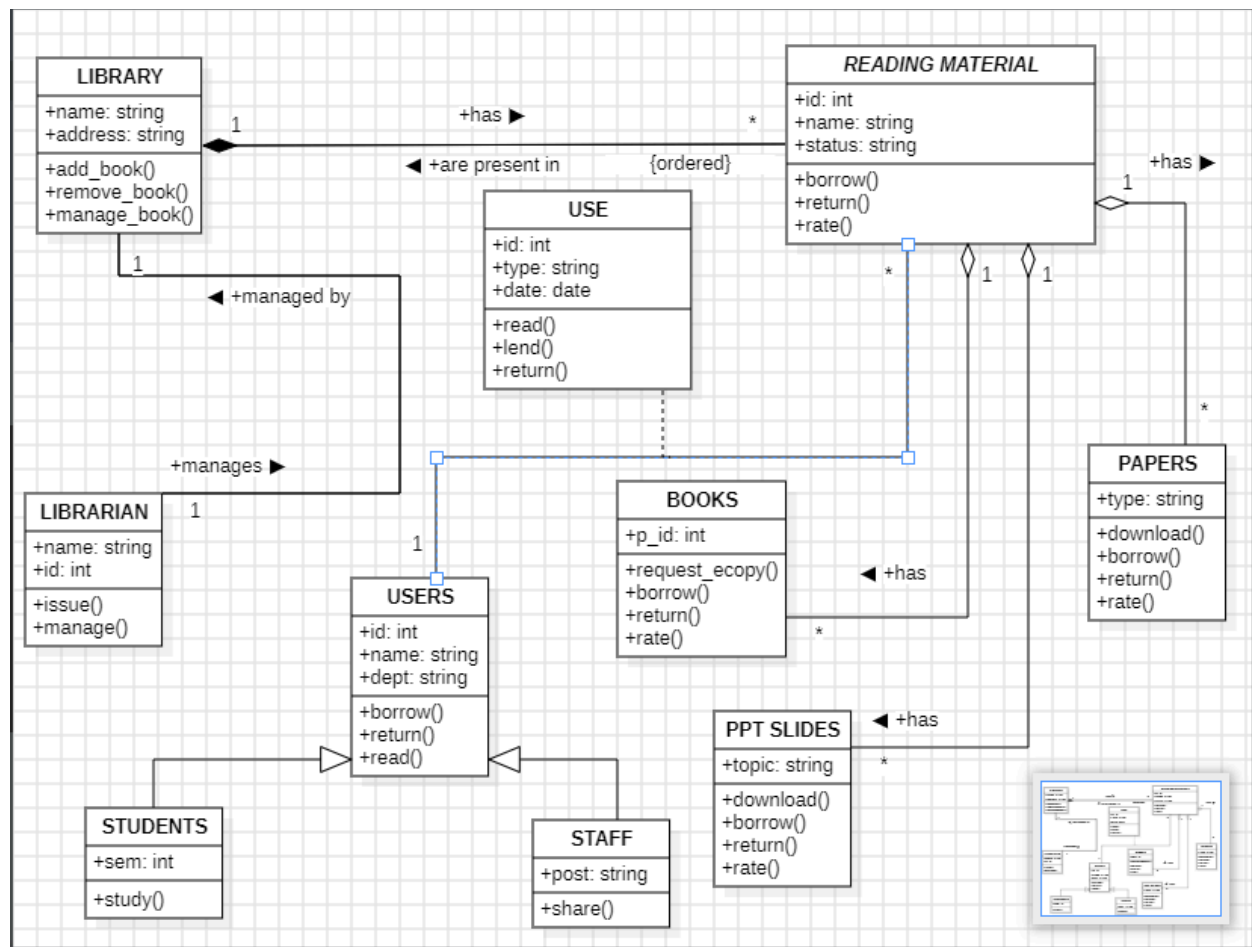 LIBRARY
+name: string
+address: string
+add_book()
+remove_book()
+manage_book()
1
+has ▶
*
◀ +are present in
{ordered}
READING MATERIAL
+id: int
+name: string
+status: string
+borrow()
+return()
+rate()
+has ▶
1
USE
+id: int
+type: string
+date: date
+read()
+lend()
+return()
1
◀ +managed by
*
1
1
*
+manages ▶
1
LIBRARIAN
+name: string
+id: int
+issue()
+manage()
1
USERS
+id: int
+name: string
+dept: string
+borrow()
+return()
+read()
BOOKS
+p_id: int
+request_ecopy()
+borrow()
+return()
+rate()
◀ +has
*
PAPERS
+type: string
+download()
+borrow()
+return()
+rate()
PPT SLIDES
+topic: string
+download()
+borrow()
+return()
+rate()
◀ +has
*
STUDENTS
+sem: int
+study()
STAFF
+post: string
+share()